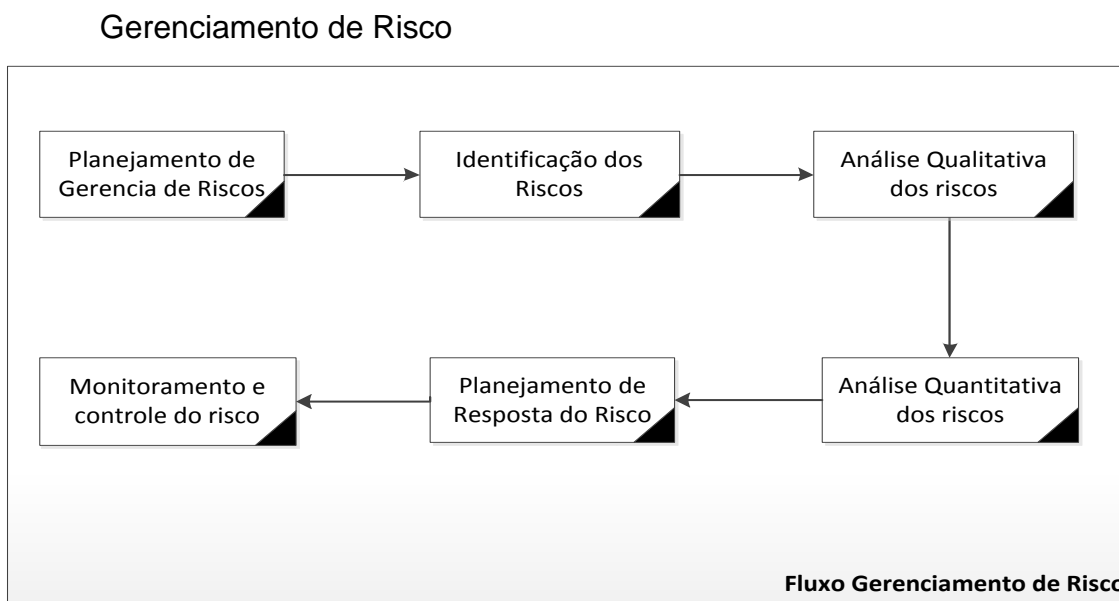 Gerenciamento de Risco
Planejamento de
Gerencia de Riscos
Identificação dos
Riscos
Análise Qualitativa
dos riscos
Monitoramento e
controle do risco
Planejamento de
Resposta do Risco
Análise Quantitativa
dos riscos
Fluxo Gerenciamento de Risco